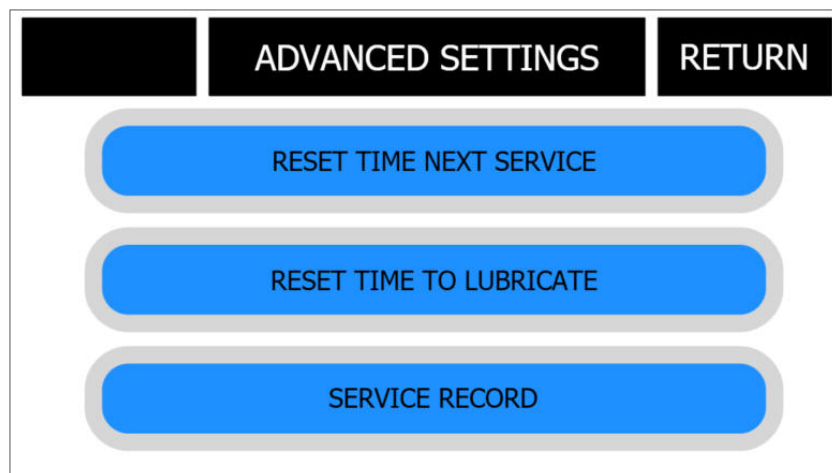 ADVANCED SETTINGS
RETURN
RESET TIME NEXT SERVICE
RESET TIME TO LUBRICATE
SERVICE RECORD